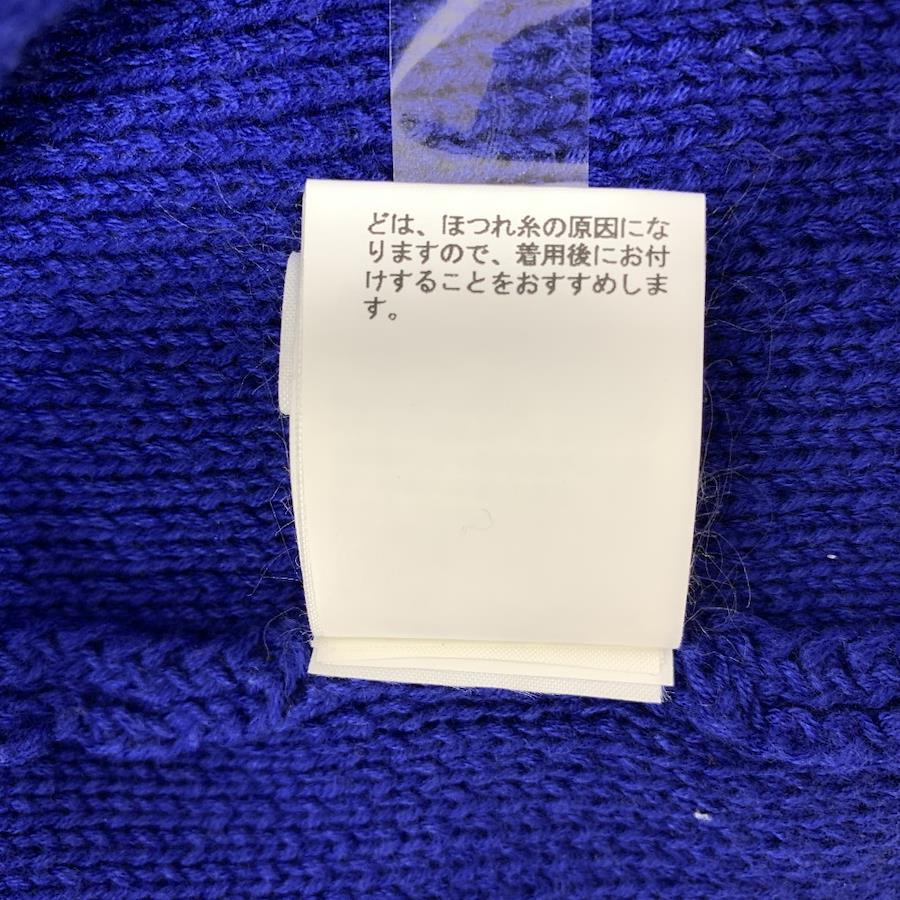 どは、ほつれ糸の原因にな
りますので、着用後にお付
けすることをおすすめしま
す。